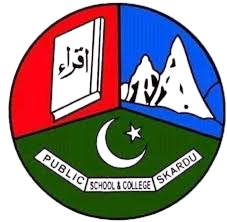 اقراء
PUBLIC SCHOOL & COLLEGE SKARDU